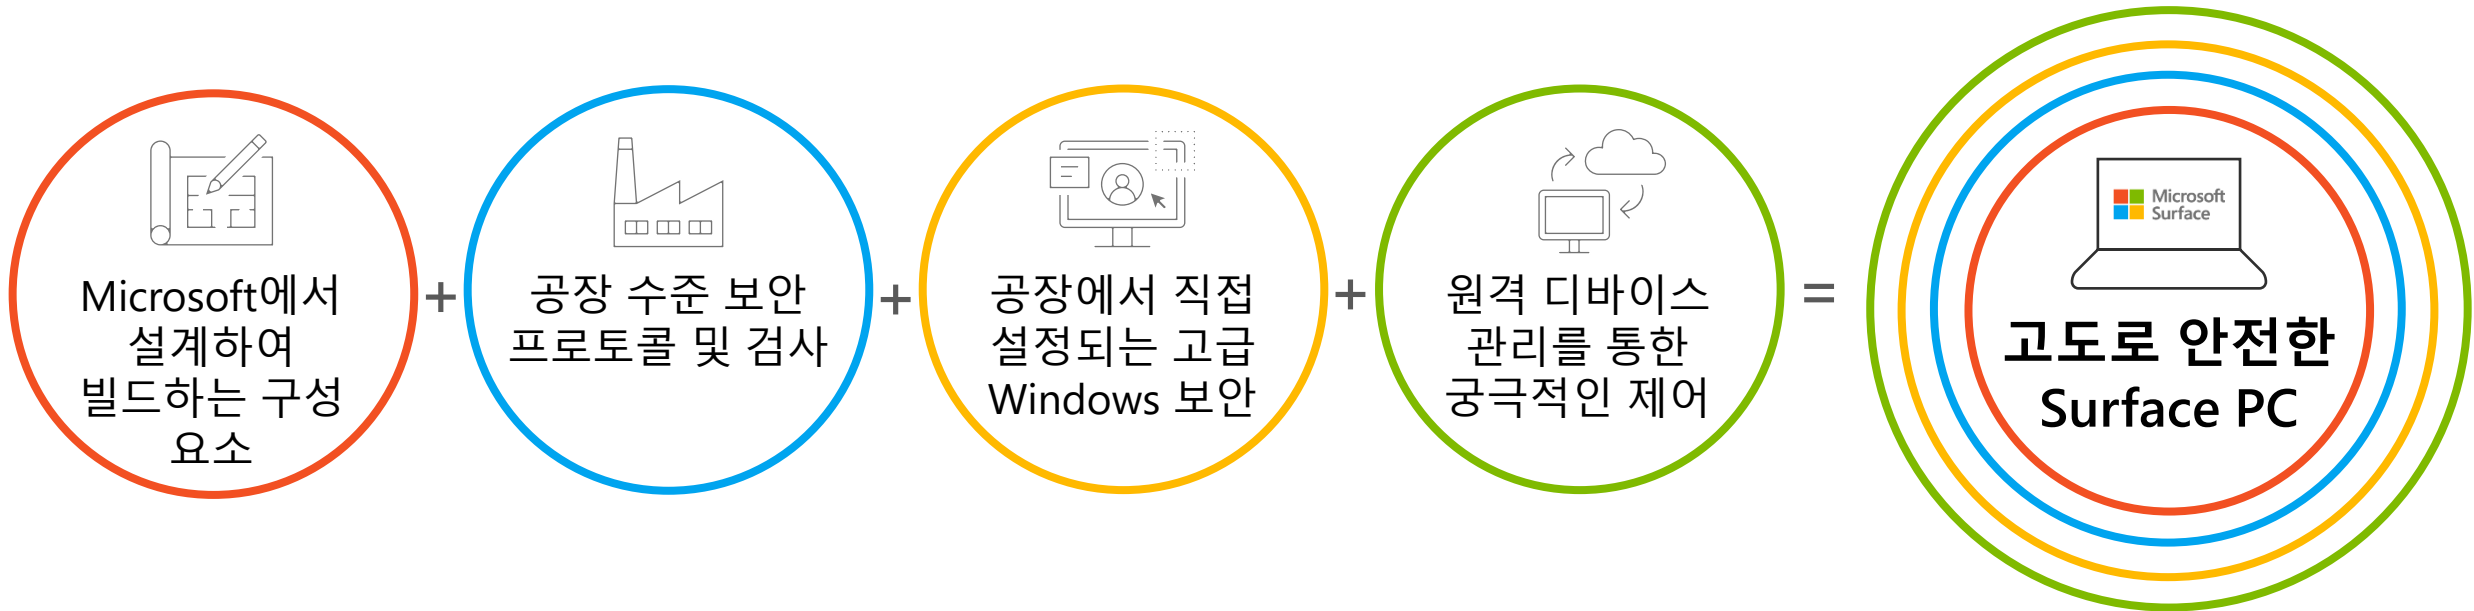 Microsoft에서
설계하여
빌드하는 구성
요소
+
공장 수준 보안
프로토콜 및 검사
+
공장에서 직접
설정되는 고급
Windows 보안
+
원격 디바이스
관리를 통한
궁극적인 제어
=
Microsoft
Surface
고도로 안전한
Surface PC